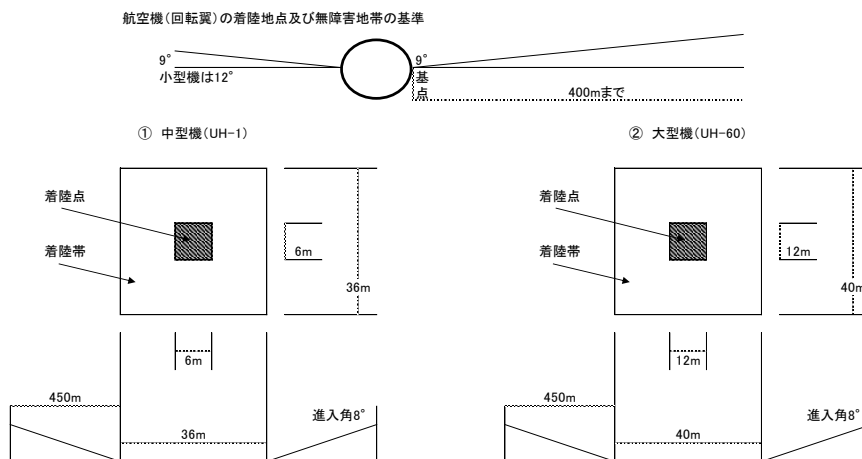 航空機(回転翼)の着陸地点及び無障害地帯の基準
9°
小型機は12°
9°
基
点
400mまで
① 中型機(UH-1)
② 大型機(UH-60)
着陸点
着陸帯
6m
36m
着陸点
着陸帯
12m
40m
6m
12m
450m
36m
進入角8°
450m
40m
進入角8°